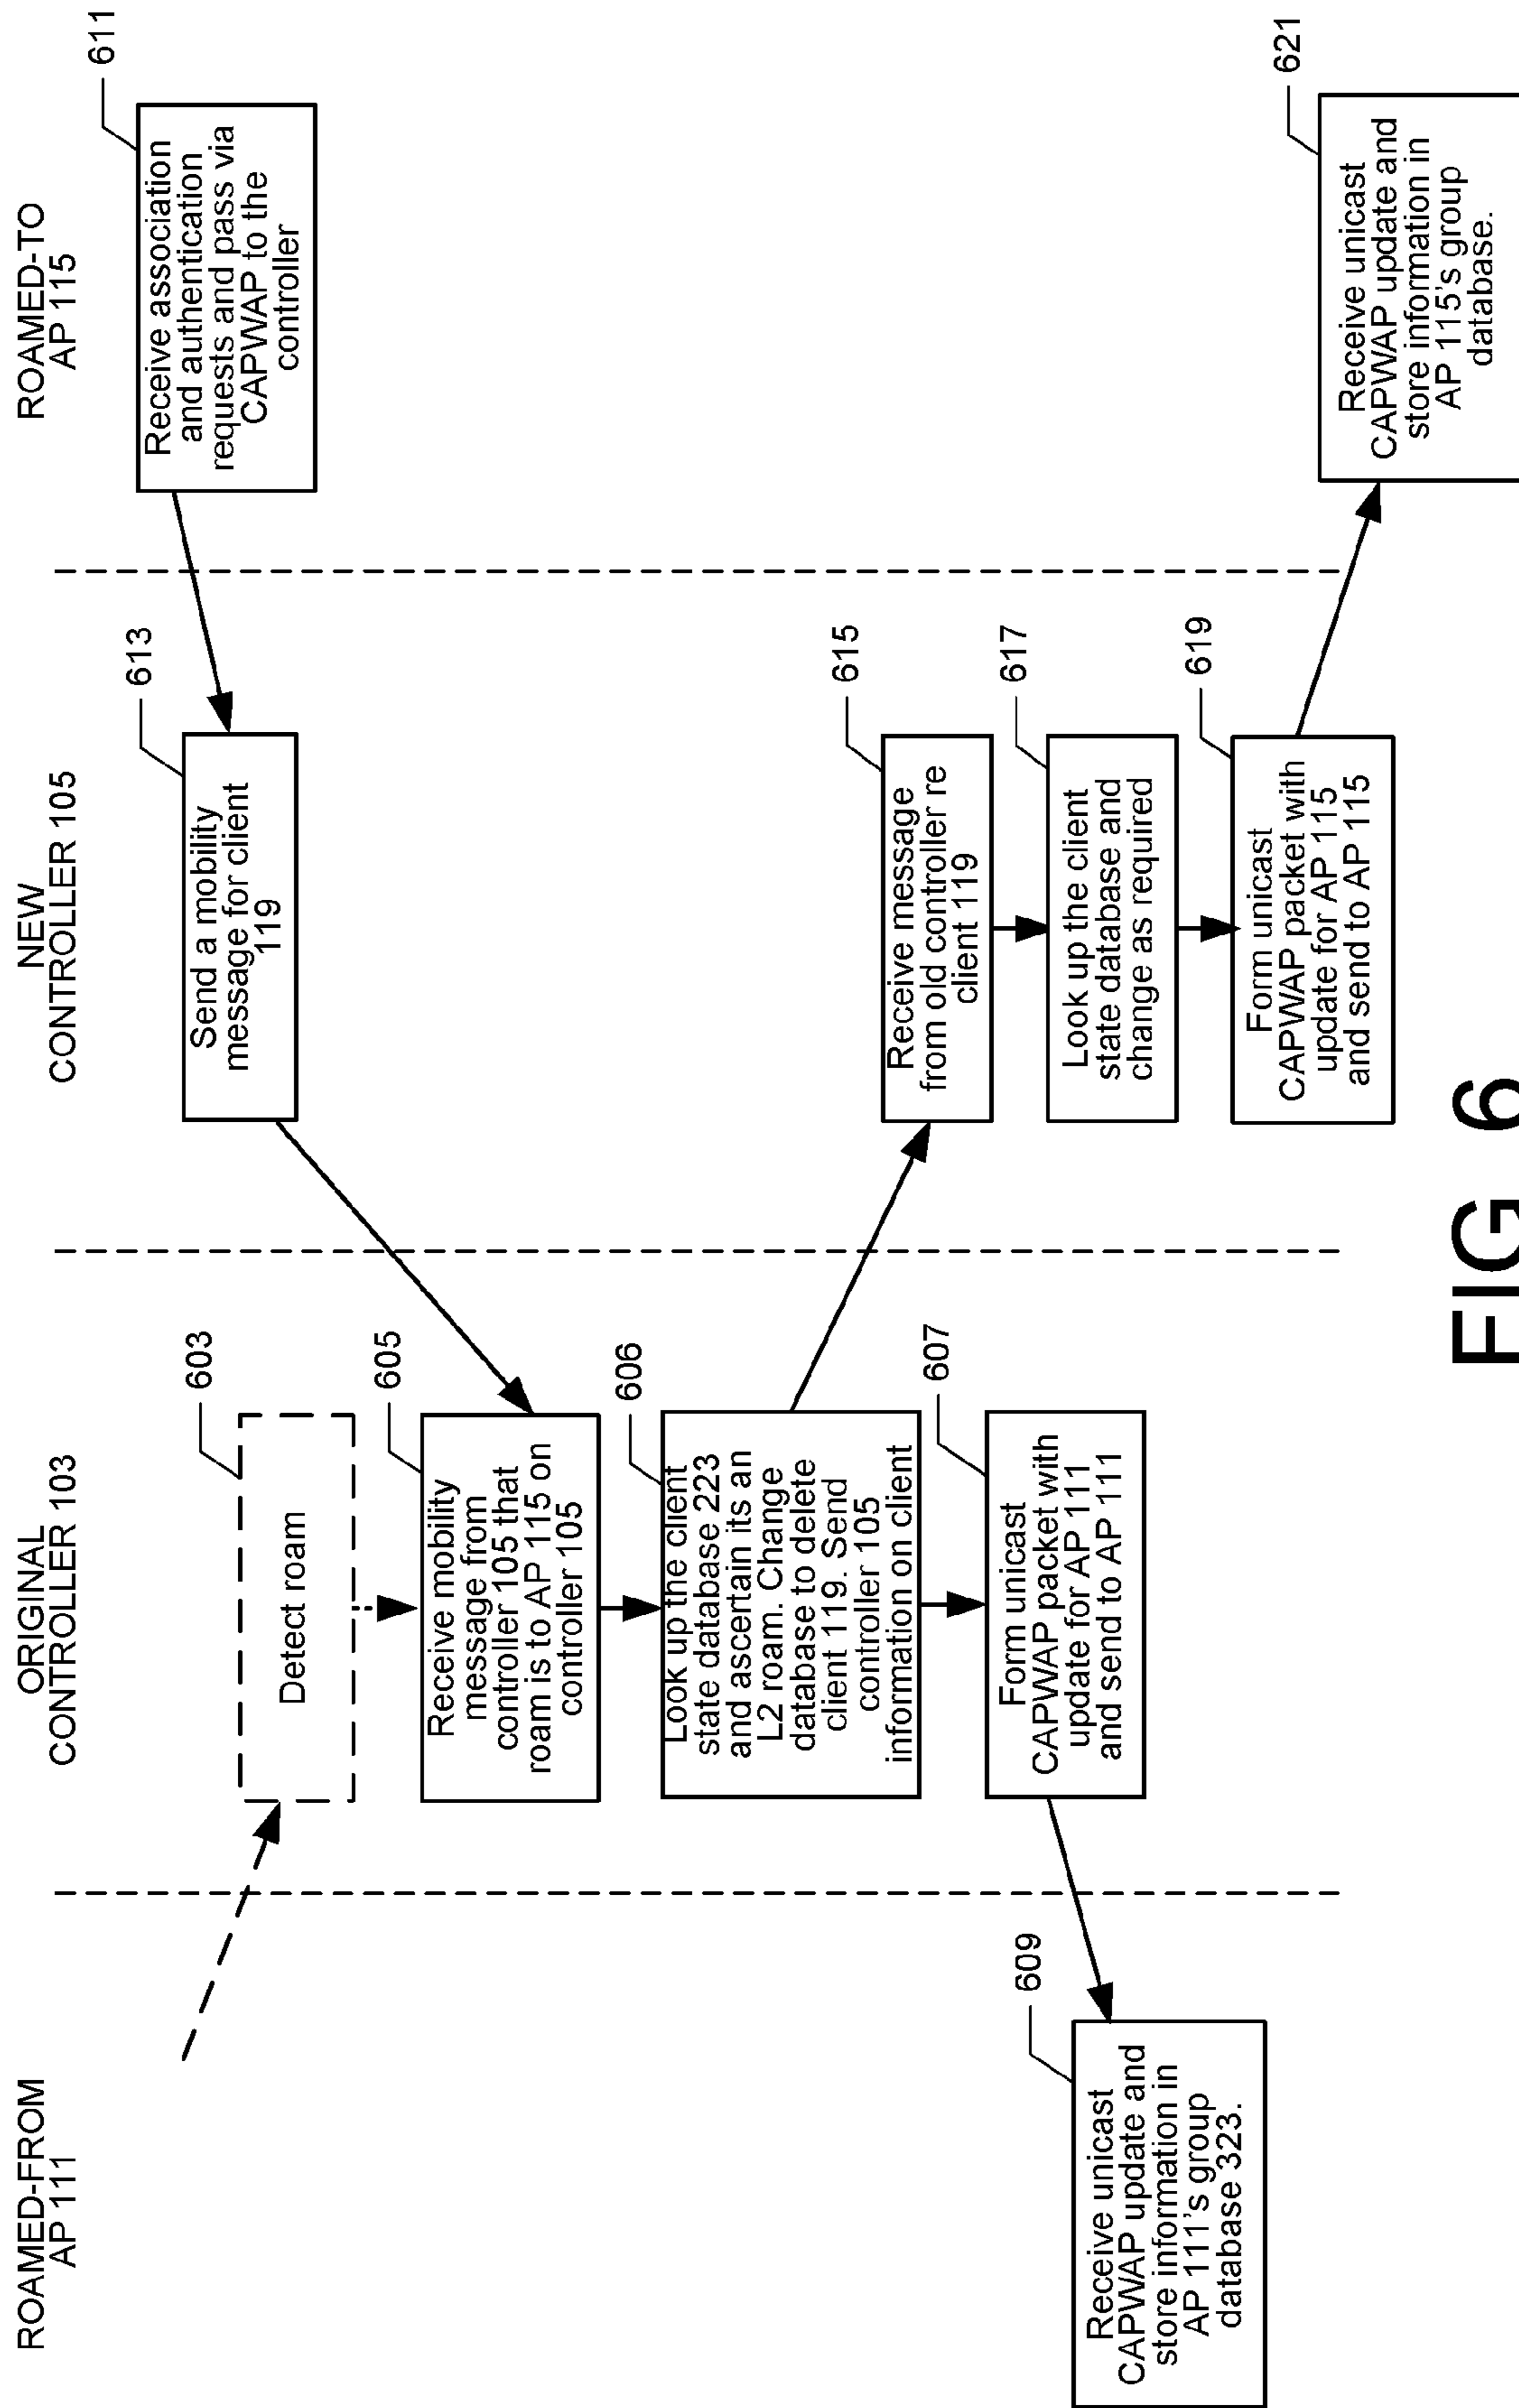 ROAMED-FROM
AP 111
ORIGINAL
CONTROLLER 103
NEW
CONTROLLER 105
ROAMED-TO
AP 115
603
Detect roam
605
Receive mobility
message from
controller 105 that
roam is to AP 115 on
controller 105
606
Look up the client
state database 223
and ascertain its an
L2 roam. Change
database to delete
client 119. Send
controller 105
information on client
607
Form unicast
CAPWAP packet with
update for AP 111
and send to AP 111
609
Receive unicast
CAPWAP update and
store information in
AP 111's group
database 323.
611
Receive association
and authentication
requests and pass via
CAPWAP to the
controller
613
Send a mobility
message for client
119
615
Receive message
from old controller re
client 119
617
Look up the client
state database and
change as required
619
Form unicast
CAPWAP packet with
update for AP 115
and send to AP 115
621
Receive unicast
CAPWAP update and
store information in
AP 115's group
database.
FIG. 6